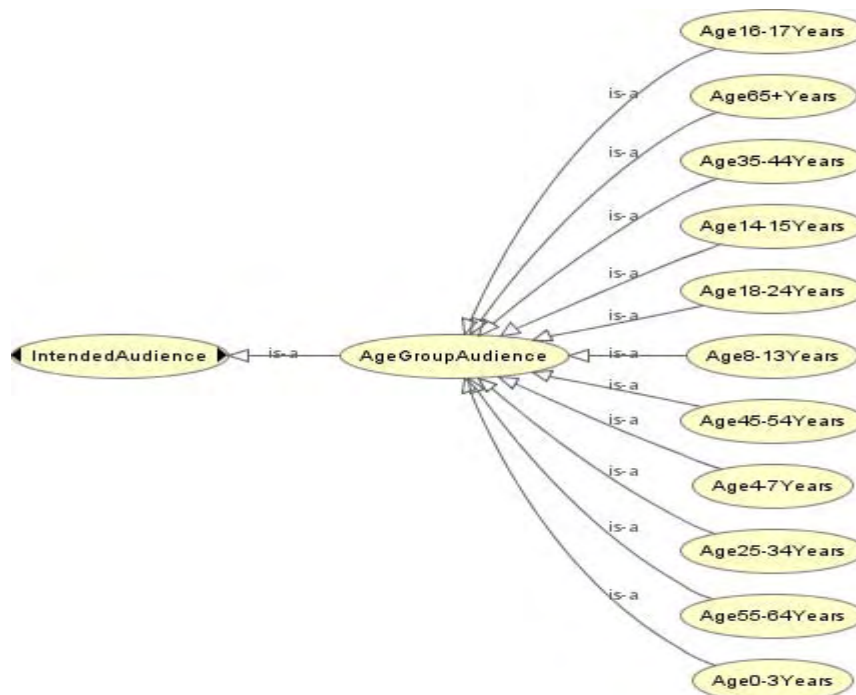 Age16-17Years
is-a
Age65+Years
is-a
Age35-44Years
is-a
Age14-15Years
is-a
Age18-24Years
is-a
IntendedAudience
is-a
AgeGroupAudience
is-a
Age8-13Years
is-a
Age45-54Years
is-a
Age4-7Years
is-a
Age25-34Years
is-a
Age55-64Years
is-a
Age0-3Years